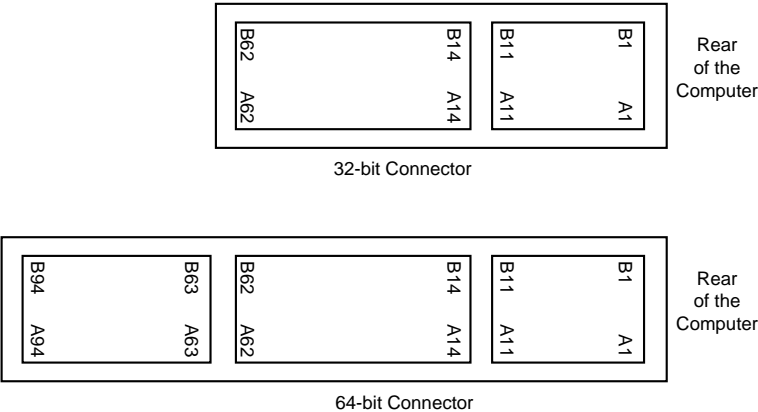 B62 B14 B11 B1
A62 A14 A11 A1
Rear
of the
Computer
32-bit Connector
B94 B63 B62 B14 B11 B1
A94 A63 A62 A14 A11 A1
Rear
of the
Computer
64-bit Connector